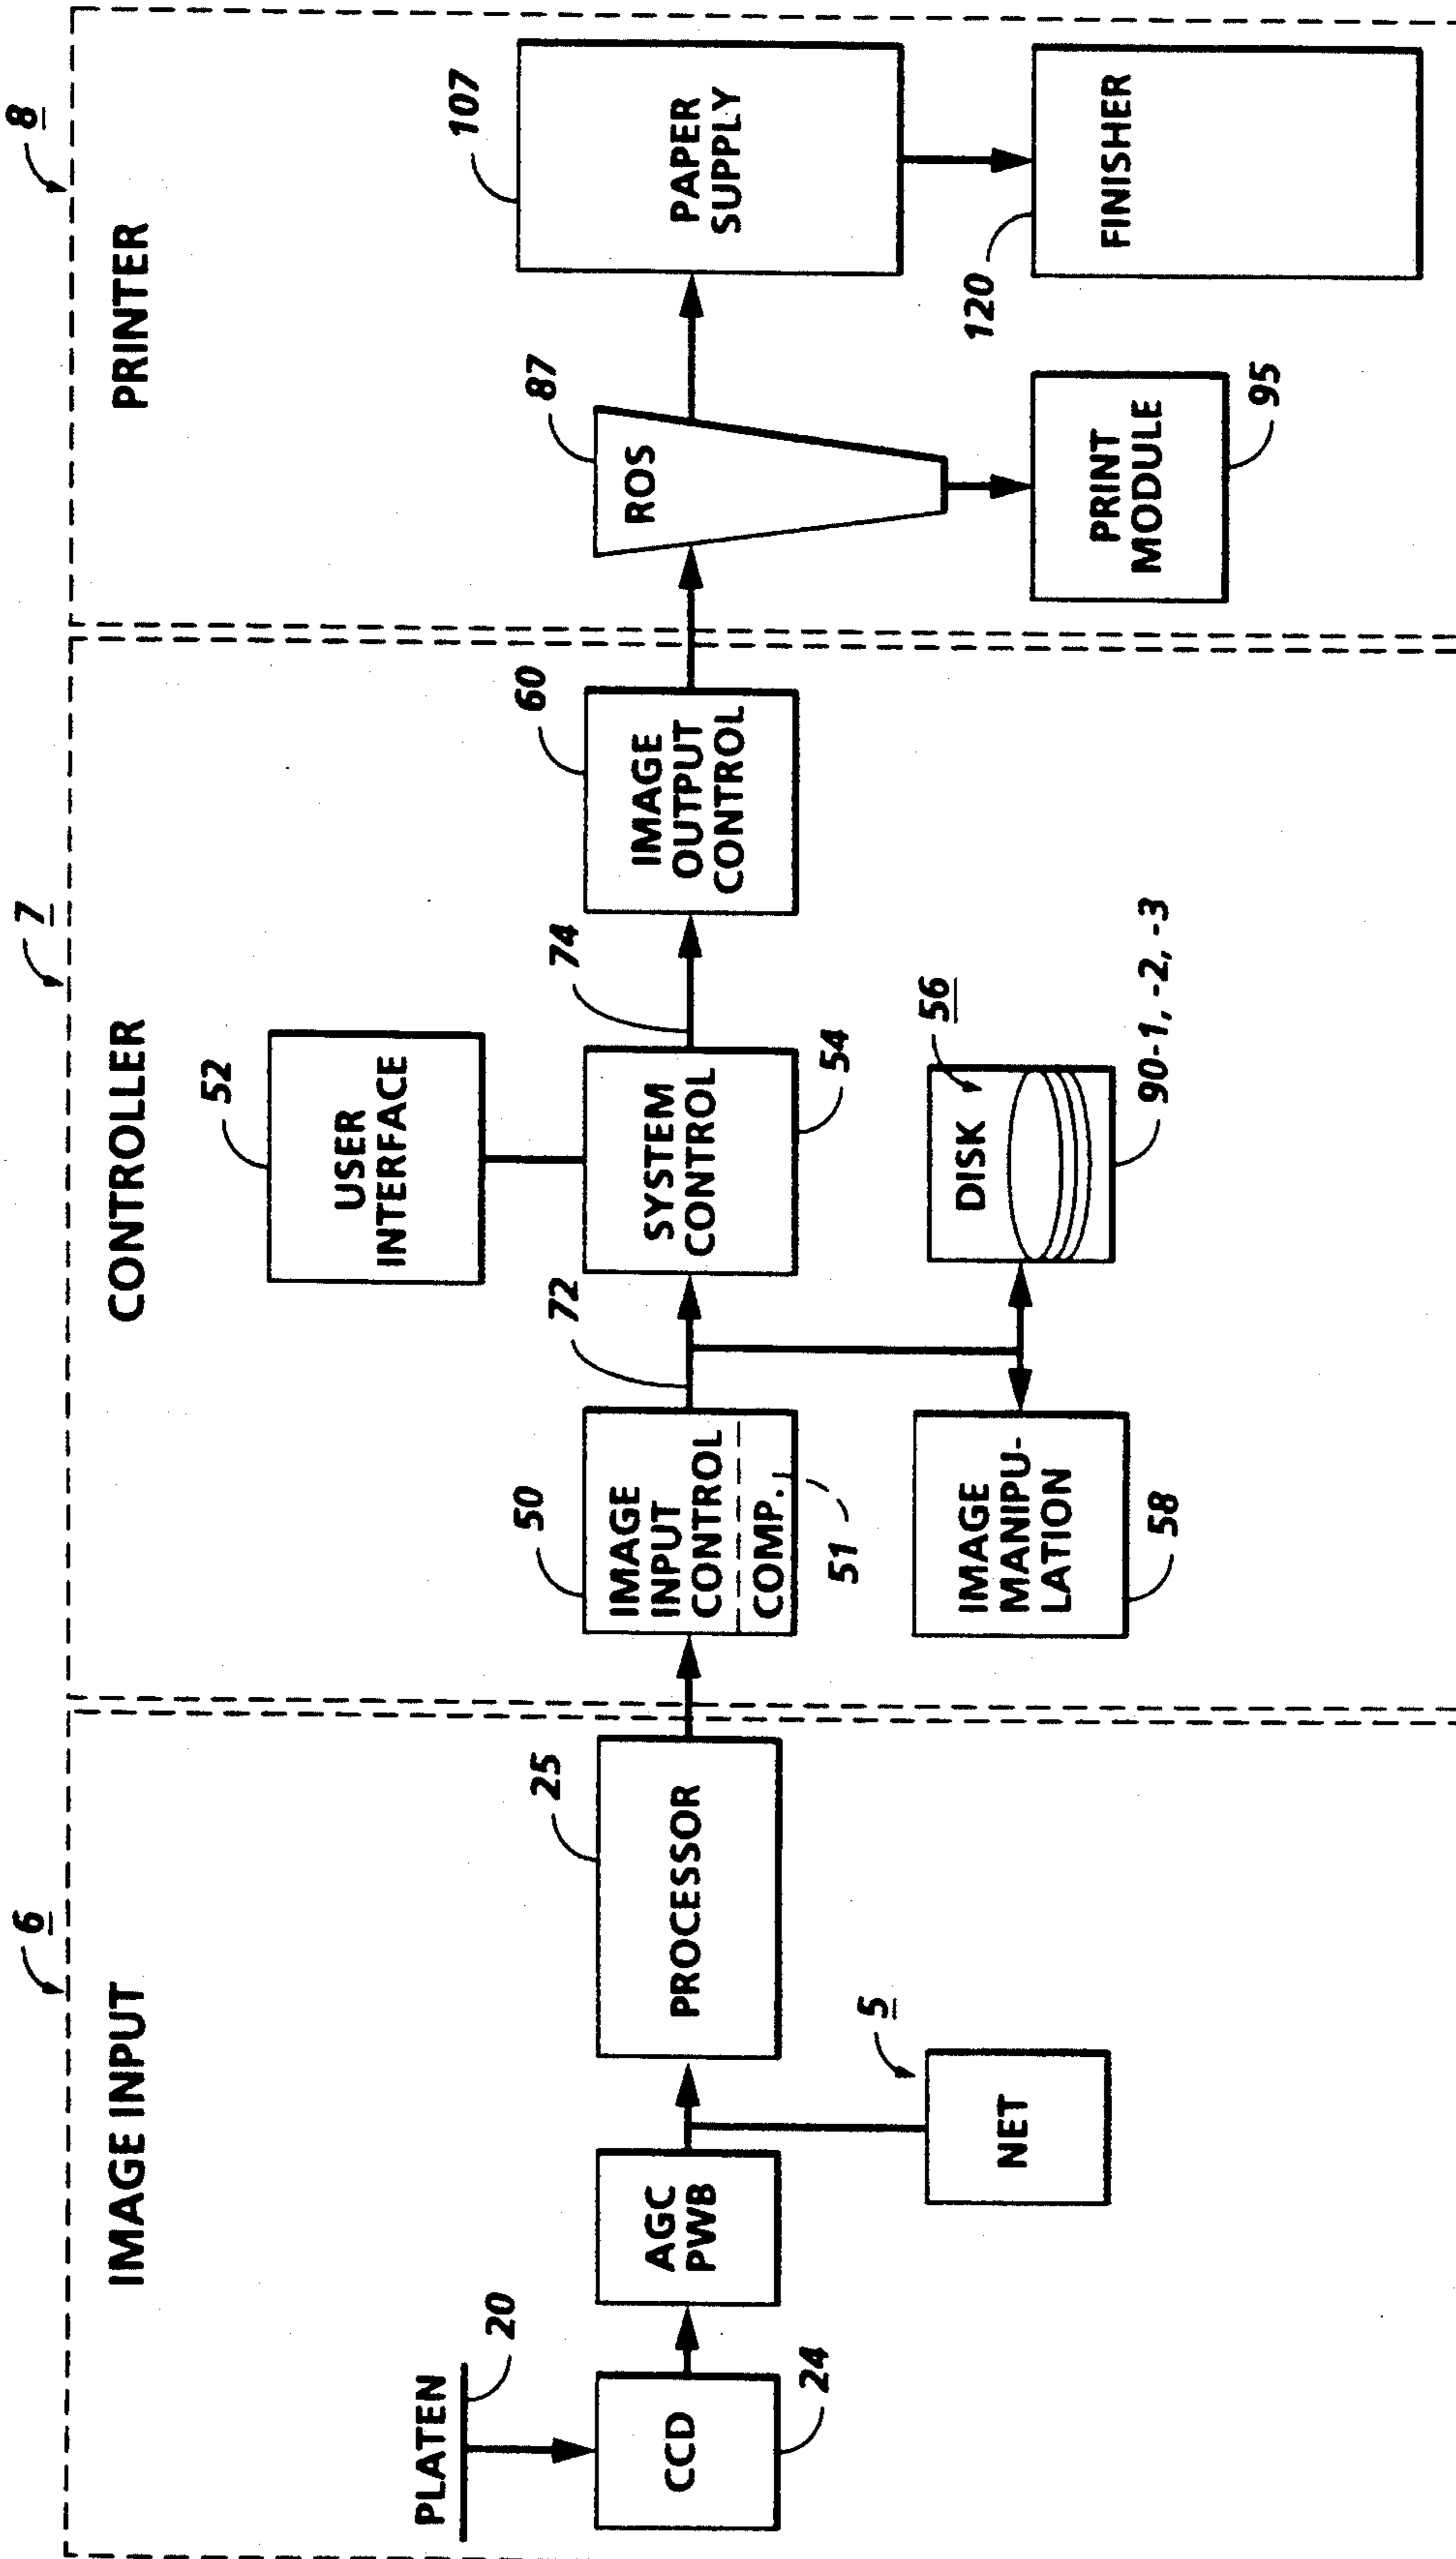 6
IMAGE INPUT
PLATEN
20
CCD
24
AGC
PWB
NET
5
PROCESSOR
25
7
CONTROLLER
50
IMAGE
INPUT
CONTROL
COMP.
51
72
USER
INTERFACE
52
SYSTEM
CONTROL
54
74
IMAGE
OUTPUT
CONTROL
60
IMAGE
MANIPU-
LATION
58
DISK
56
90-1, -2, -3
8
PRINTER
ROS
87
PRINT
MODULE
95
PAPER
SUPPLY
107
FINISHER
120